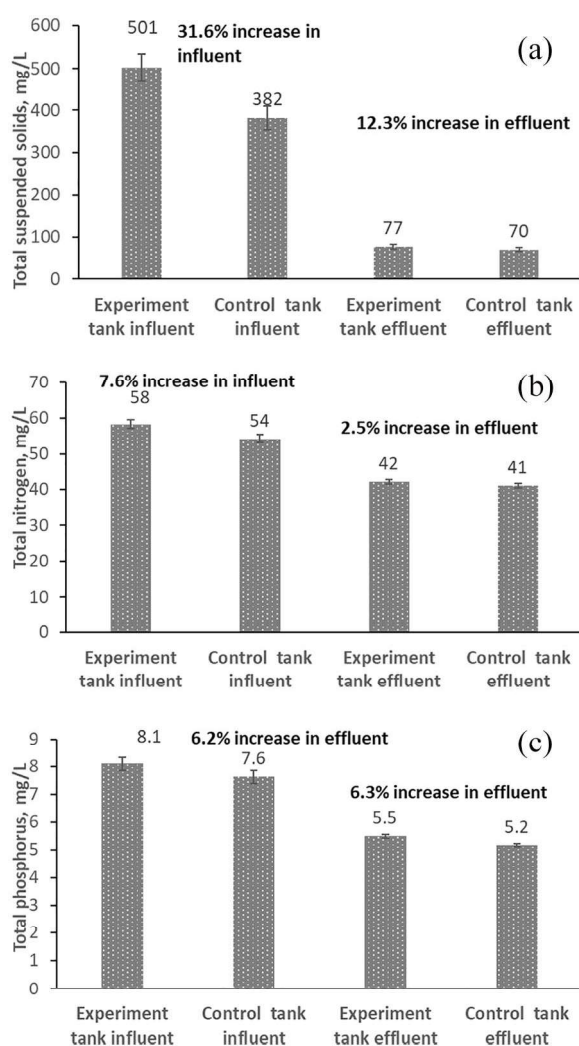 (a)
Total suspended solids, mg/L
600
500
400
300
200
100
0
501
31.6% increase in
influent
382
12.3% increase in effluent
77
70
Experiment
tank influent
Control tank
influent
Experiment
tank effluent
Control tank
effluent
(b)
Total nitrogen, mg/L
70
60
50
40
30
20
10
0
7.6% increase in influent
58
54
2.5% increase in effluent
42
41
Experiment
tank influent
Control tank
influent
Experiment
tank effluent
Control tank
effluent
(c)
Total phosphorus, mg/L
9
8
7
6
5
4
3
2
1
0
8.1
6.2% increase in effluent
7.6
6.3% increase in effluent
5.5
5.2
Experiment
tank influent
Control tank
influent
Experiment
tank effluent
Control tank
effluent